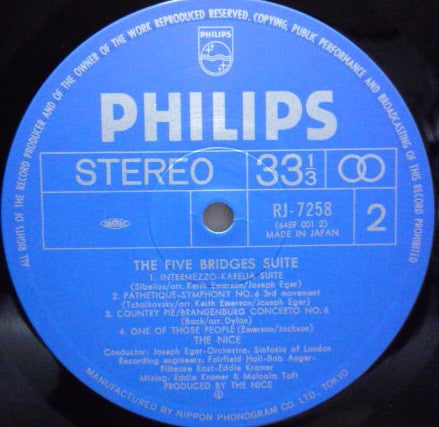 ALL RIGHTS OF THE RECORD PRODUCER AND OF THE OWNER OF THE WORK REPRODUCED RESERVED. COPYING, PUBLIC PERFORMANCE AND BROADCASTING OF THIS RECORD PROHIBITED
PHILIPS
PHILIPS
STEREO 33 1/3
RJ-7258
(6459 001 2)
MADE IN JAPAN
2
THE FIVE BRIDGES SUITE
1. INTERMEZZO-KARELIA SUITE
(Sibelius/arr. Keith Emerson/Joseph Eger)
2. PATHETIQUE-SYMPHONY NO.6 3rd movement
(Tchaikovsky/arr. Keith Emerson/Joseph Eger)
3. COUNTRY PIE/BRANDENBURG CONCERTO NO.6
(Bach/arr. Dylan)
4. ONE OF THOSE PEOPLE (Emerson/Jackson)
THE NICE
Conductor: Joseph Eger-Orchestra: Sinfonia of London
Recording engineers: Fairfield Hall-Bob Auger-
Fillmore East-Eddie Kramer
Mixing: Eddie Kramer & Malcolm Toft
PRODUCED BY THE NICE
MANUFACTURED BY NIPPON PHONOGRAM CO. LTD., TOKYO